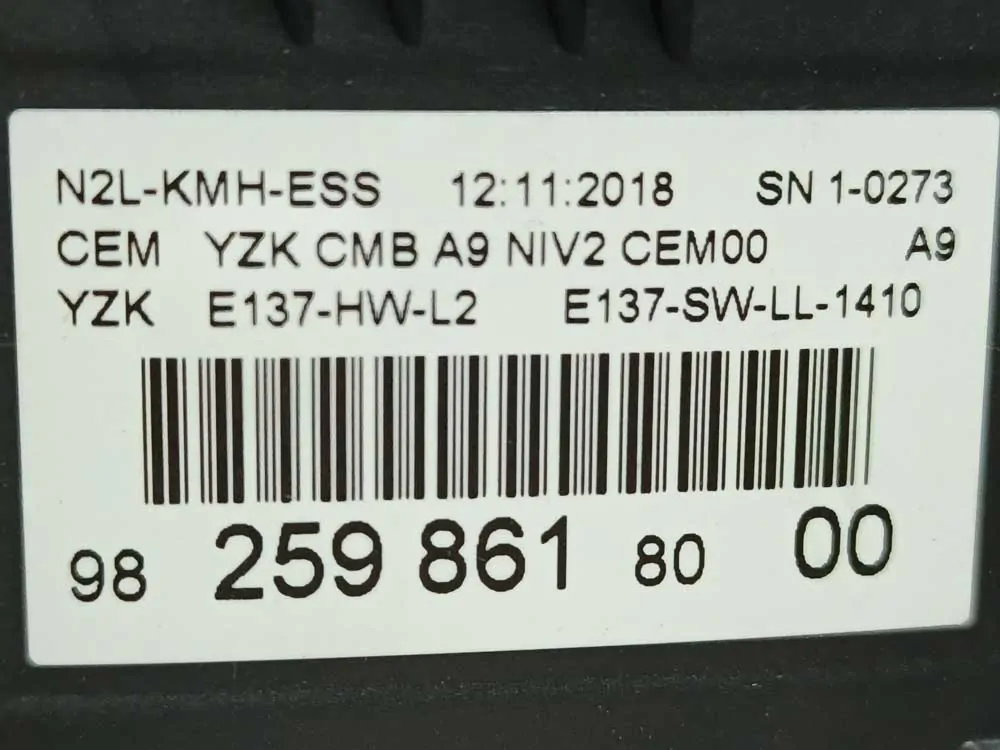 N2L-KMH-ESS 12:11:2018 SN 1-0273
CEM YZK CMB A9 NIV2 CEM00 A9
YZK E137-HW-L2 E137-SW-LL-1410
98 259 861 80 00